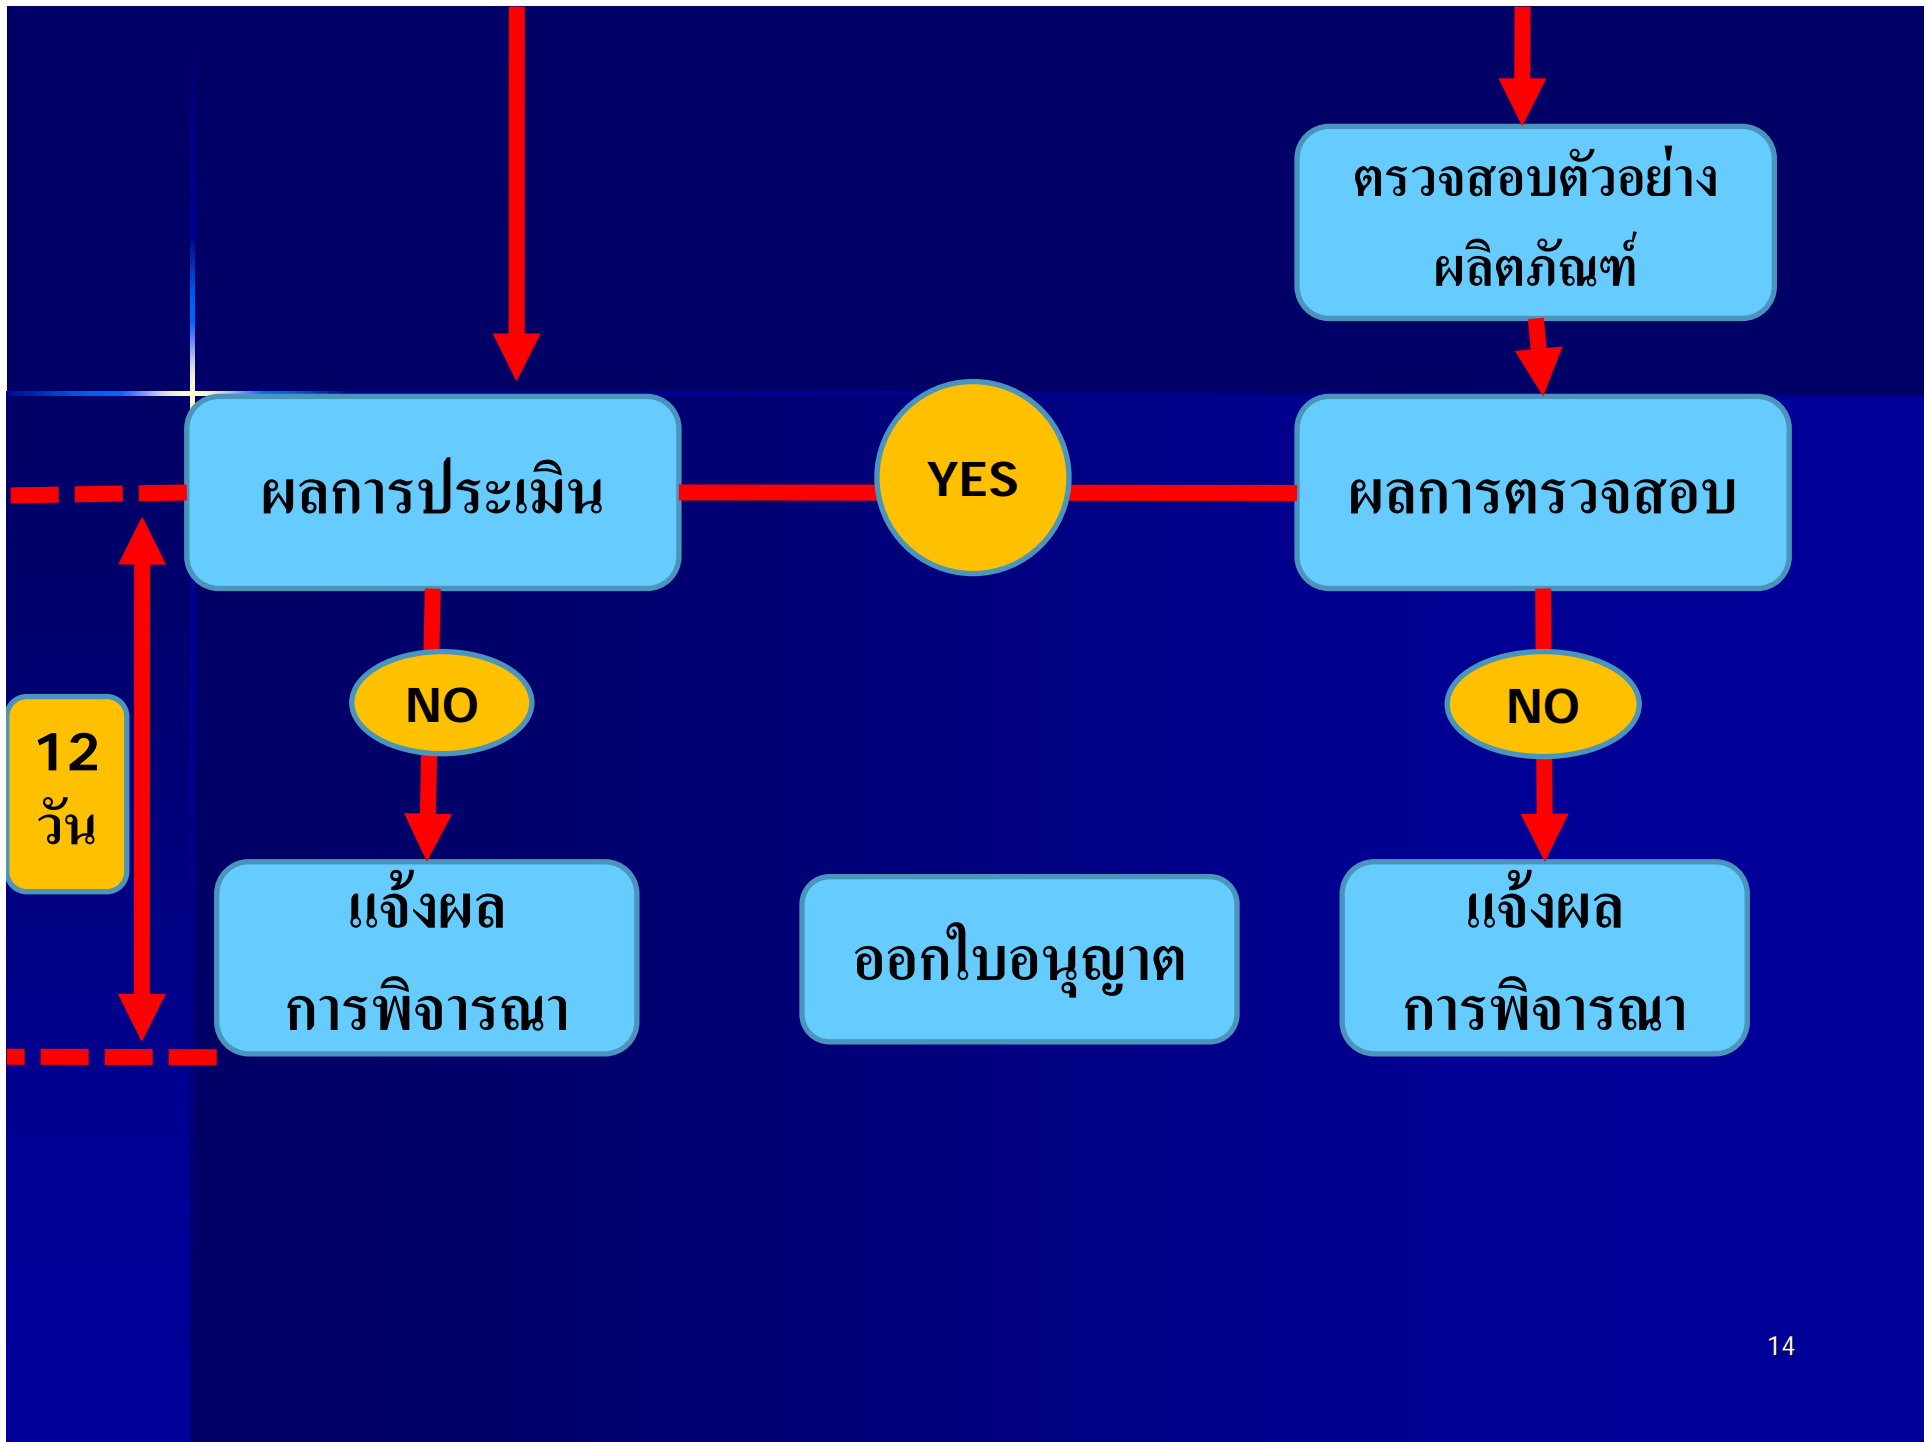 ตรวจสอบตัวอย่าง
ผลิตภัณฑ์
ผลการประเมิน
YES
ผลการตรวจสอบ
NO
NO
12
วัน
แจ้งผล
การพิจารณา
ออกใบอนุญาต
แจ้งผล
การพิจารณา
14